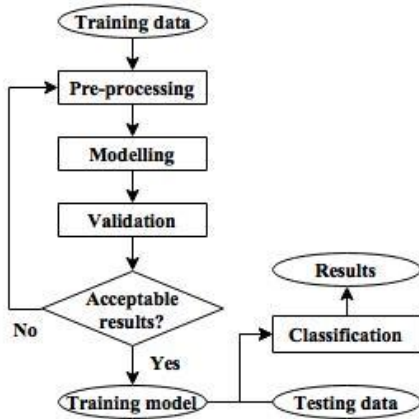 Training data
Pre-processing
Modelling
Validation
Acceptable
results?
No
Yes
Training model
Results
Classification
Testing data